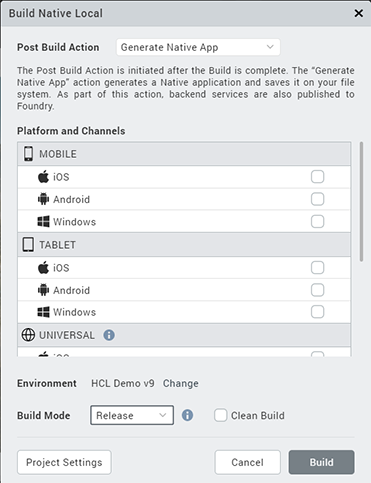 Build Native Local
Post Build Action Generate Native App
The Post Build Action is initiated after the Build is complete. The “Generate
Native App” action generates a Native application and saves it on your file
system. As part of this action, backend services are also published to
Foundry.
Platform and Channels
MOBILE
iOS
Android
Windows
TABLET
iOS
Android
Windows
UNIVERSAL
iOS
Environment HCL Demo v9 Change
Build Mode Release Clean Build
Project Settings Cancel Build